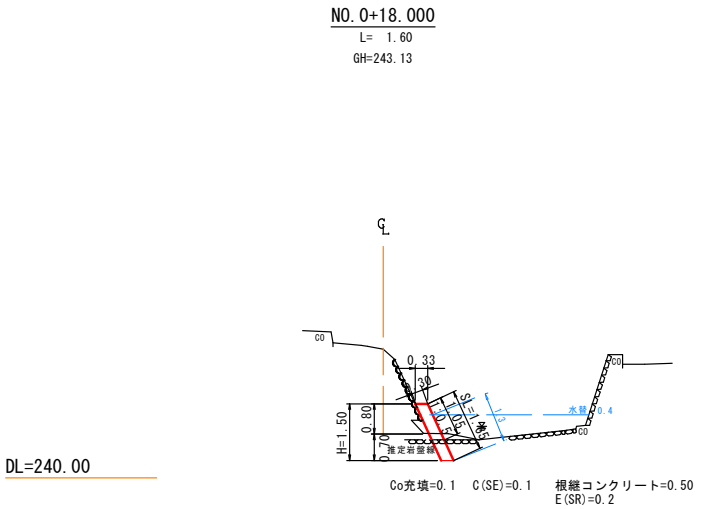 NO.0+18.000
L= 1.60
GH=243.13
CL
CO
0.33
CO
水替 0.4
1.3
H=1.50
0.80
0.70
CO
推定岩盤線
DL=240.00
Co充填=0.1 C(SE)=0.1 根継コンクリート=0.50
E(SR)=0.2